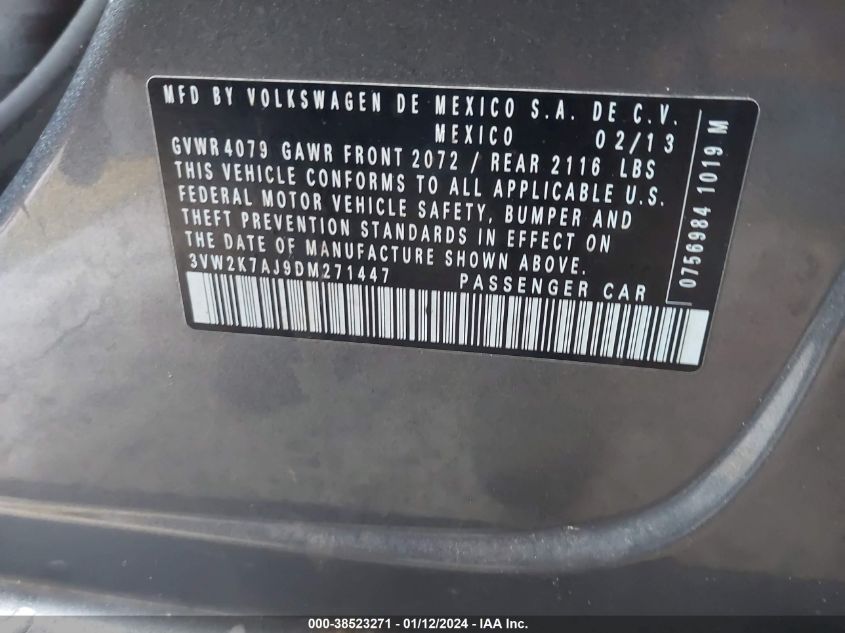 MFD BY VOLKSWAGEN DE MEXICO S.A. DE C.V.
MEXICO 02/13
GVWR 4079 GAWR FRONT 2072 / REAR 2116 LBS
THIS VEHICLE CONFORMS TO ALL APPLICABLE U.S.
FEDERAL MOTOR VEHICLE SAFETY, BUMPER AND
THEFT PREVENTION STANDARDS IN EFFECT ON
THE DATE OF MANUFACTURE SHOWN ABOVE.
3VW2K7AJ9DM271447 PASSENGER CAR
0756984 1019 M
000-38523271 - 01/12/2024 - IAA Inc.